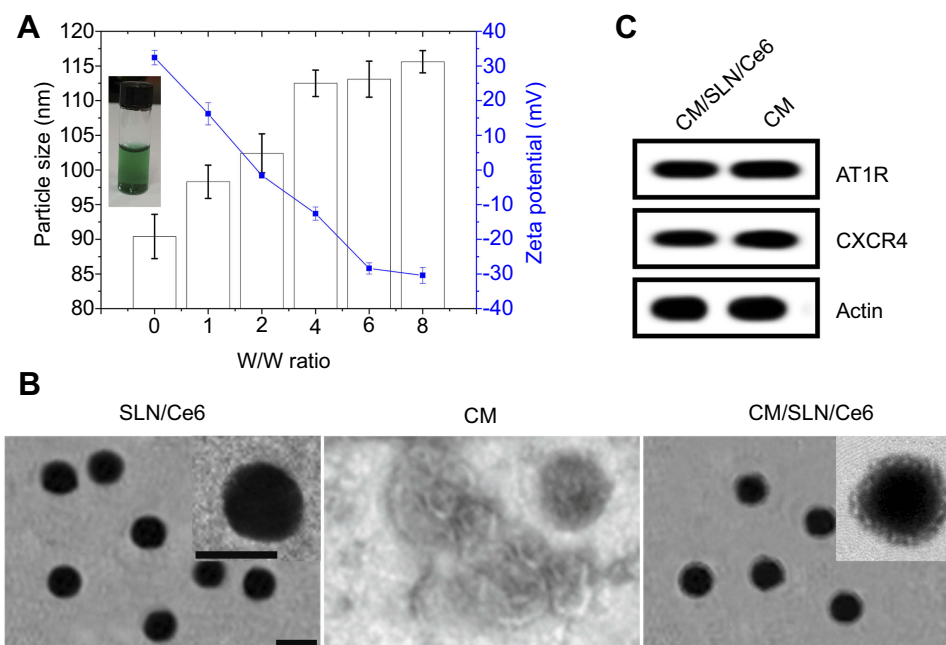 A
Particle size (nm)
120
115
110
105
100
95
90
85
80
0 1 2 4 6 8
W/W ratio
40
30
20
10
0
-10
-20
-30
-40
Zeta potential (mV)
C
CM/SLN/Ce6 CM
AT1R
CXCR4
Actin
B
SLN/Ce6 CM CM/SLN/Ce6